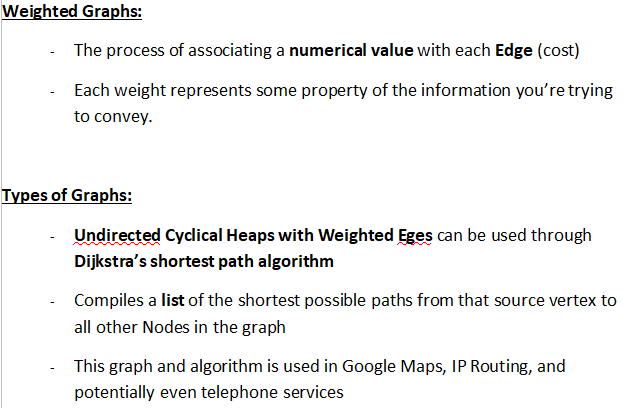 Weighted Graphs:
- The process of associating a numerical value with each Edge (cost)
- Each weight represents some property of the information you're trying
to convey.
Types of Graphs:
- Undirected Cyclical Heaps with Weighted Eges can be used through
Dijkstra's shortest path algorithm
- Compiles a list of the shortest possible paths from that source vertex to
all other Nodes in the graph
- This graph and algorithm is used in Google Maps, IP Routing, and
potentially even telephone services